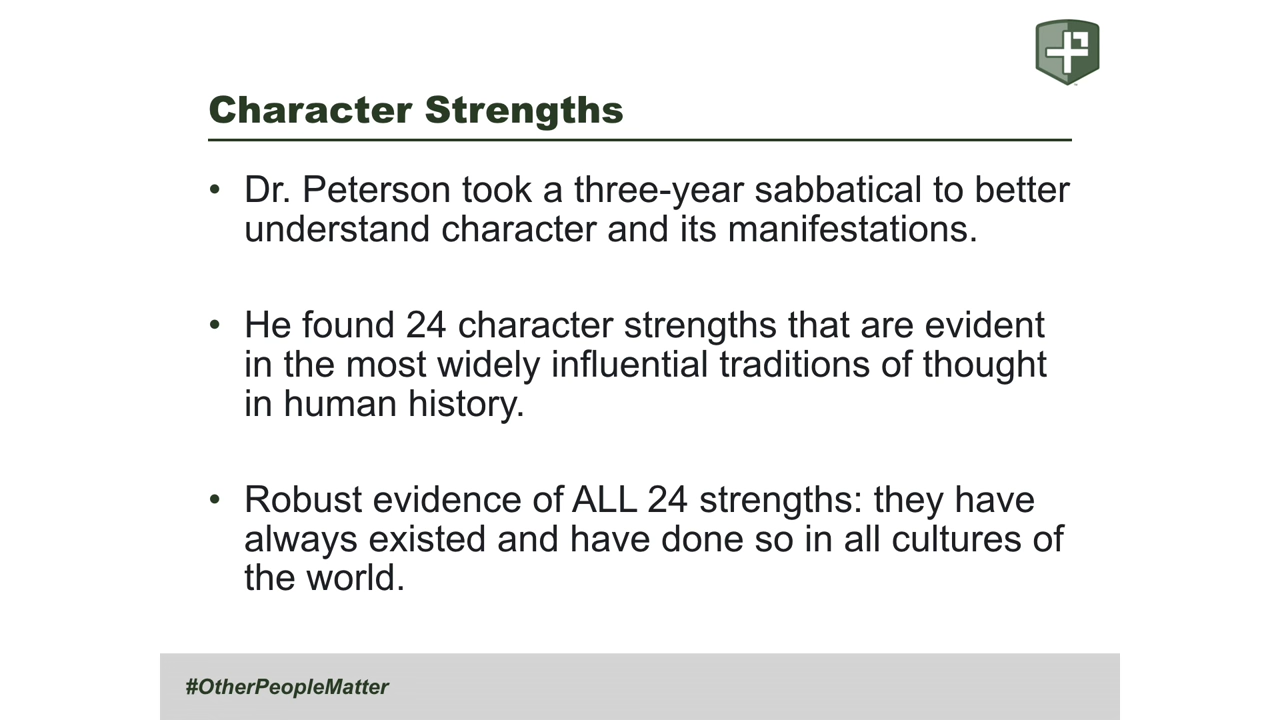 Character Strengths
• Dr. Peterson took a three-year sabbatical to better
understand character and its manifestations.
• He found 24 character strengths that are evident
in the most widely influential traditions of thought
in human history.
• Robust evidence of ALL 24 strengths: they have
always existed and have done so in all cultures of
the world.
#OtherPeopleMatter